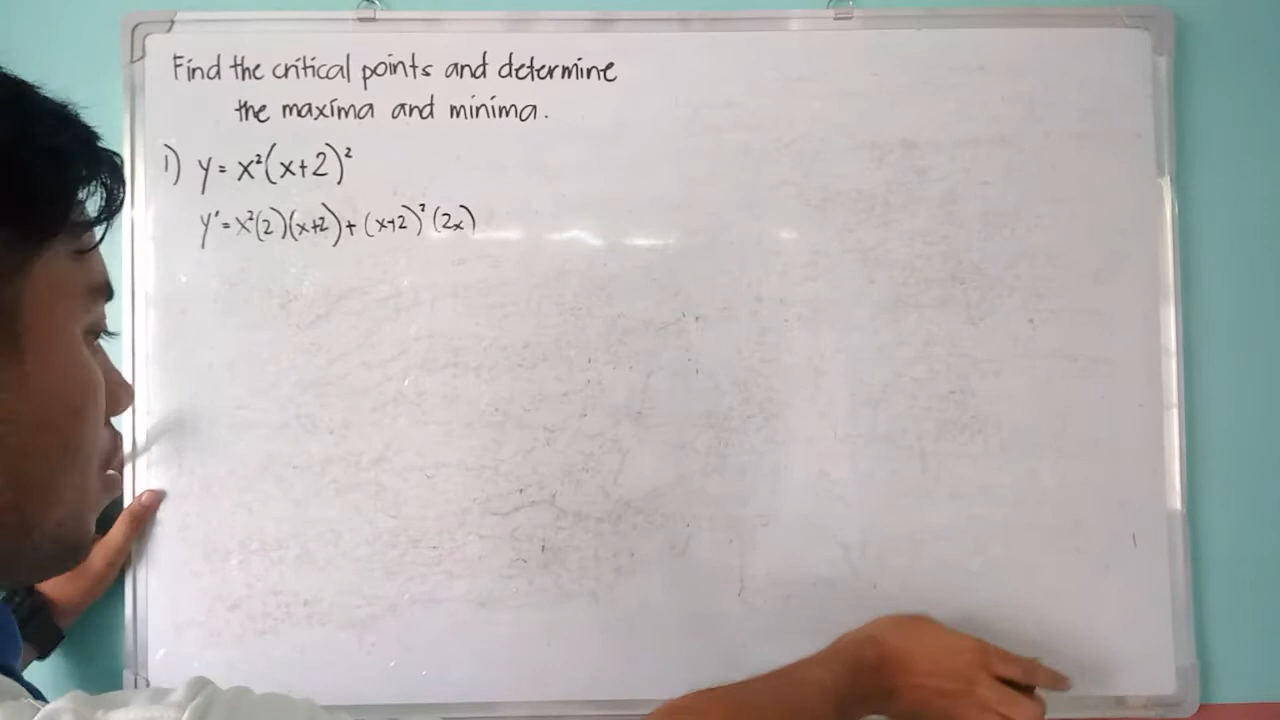 Find the critical points and determine
the maxima and minima.
1) y = x²(x+2)²
y' = x²(2)(x+2) + (x+2)²(2x)